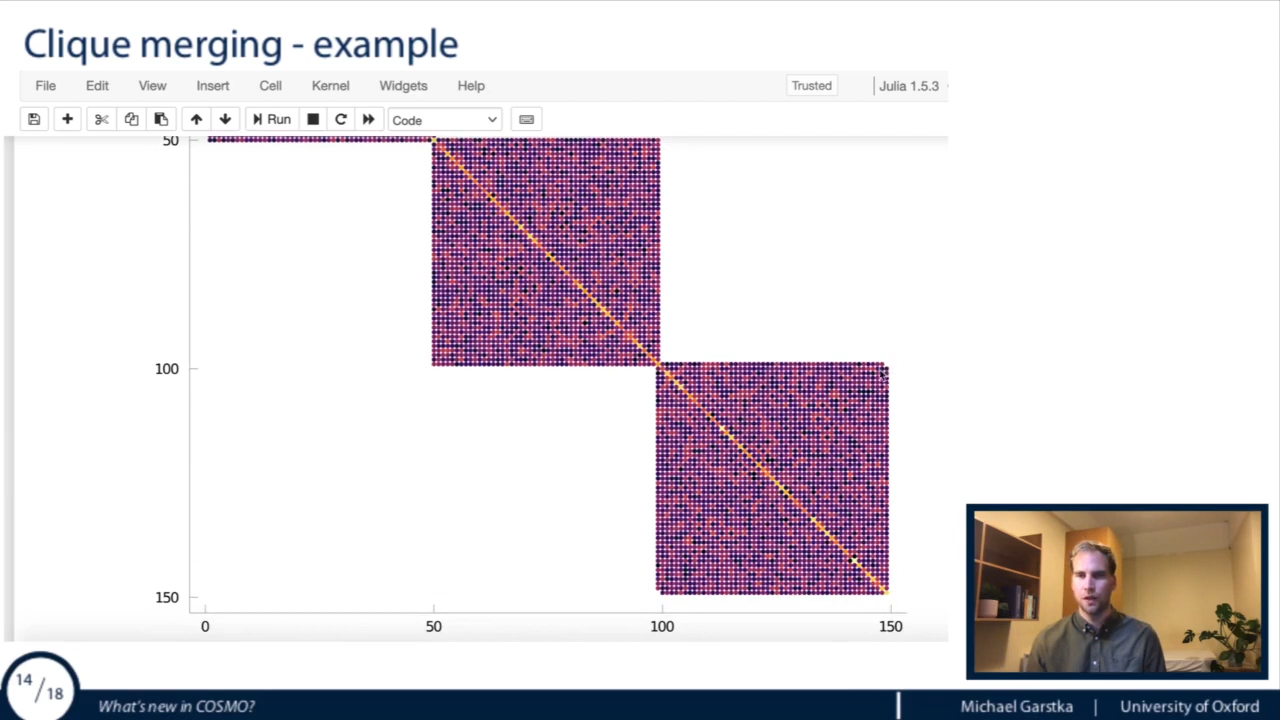 Clique merging - example
File Edit View Insert Cell Kernel Widgets Help Trusted Julia 1.5.3
Run Code
50
100
150
0 50 100 150
14/18 What's new in COSMO? Michael Garstka | University of Oxford